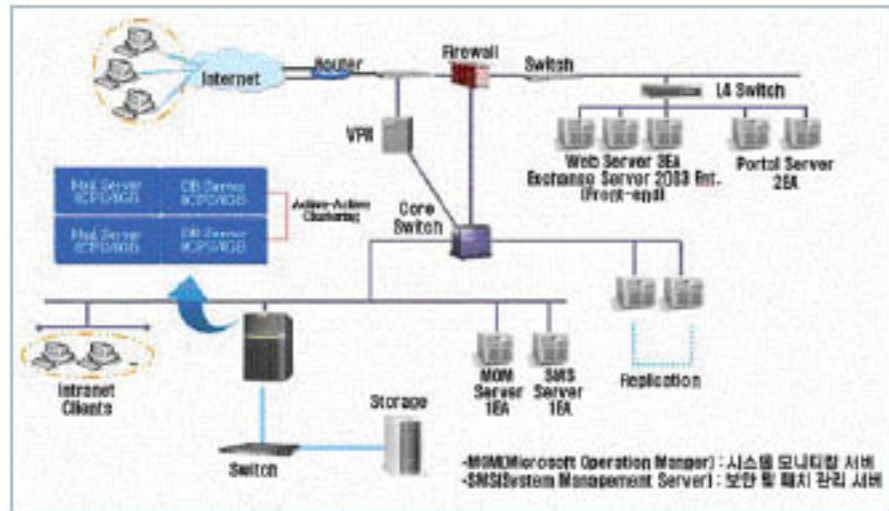 Internet
Router
Firewall
Switch
L4 Switch
VPN
Web Server 3EA
Exchange Server 2003 Ent.
(Front-end)
Portal Server
2EA
Mail Server
DB Server
Mail Server
DB Server
Active-Active
Clustering
Core
Switch
Intranet
Clients
MOM
Server
1EA
SMS
Server
1EA
Replication
Storage
Switch
-MOM(Microsoft Operation Manger) : 시스템 모니터링 서버
-SMS(System Management Server) : 보안 및 패치 관리 서버